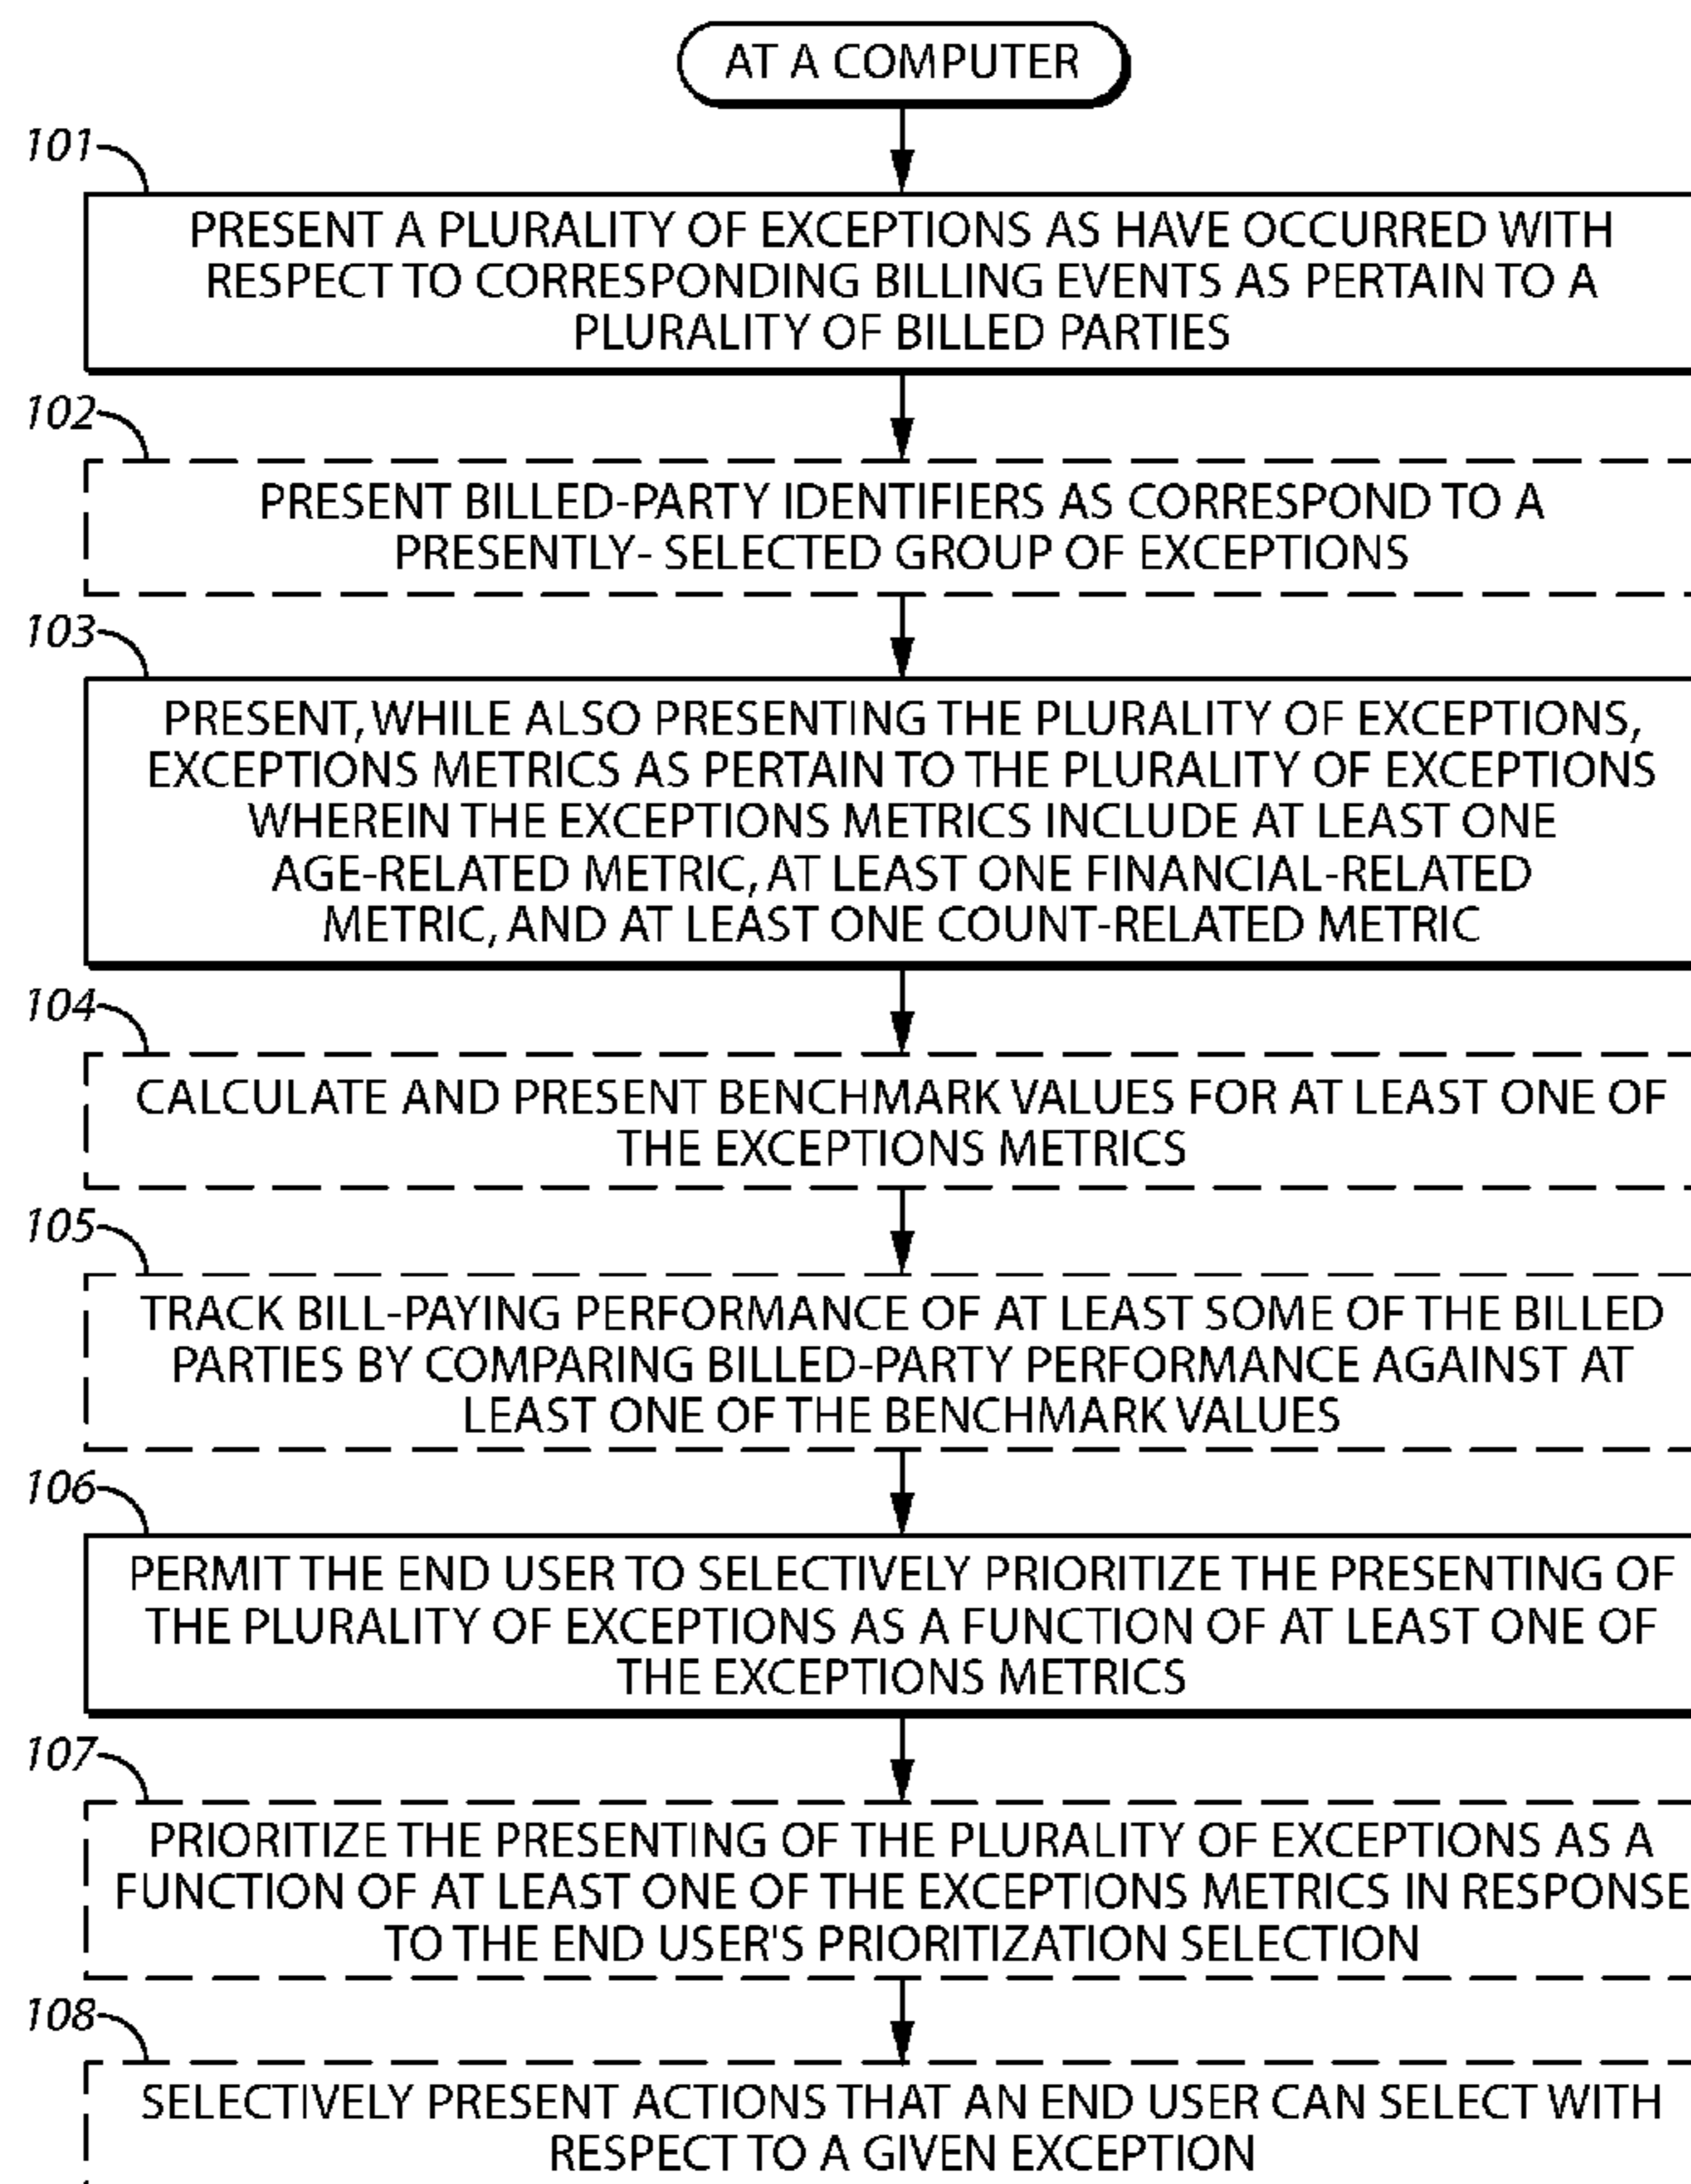 AT A COMPUTER
101
PRESENT A PLURALITY OF EXCEPTIONS AS HAVE OCCURRED WITH
RESPECT TO CORRESPONDING BILLING EVENTS AS PERTAIN TO A
PLURALITY OF BILLED PARTIES
102
PRESENT BILLED-PARTY IDENTIFIERS AS CORRESPOND TO A
PRESENTLY- SELECTED GROUP OF EXCEPTIONS
103
PRESENT, WHILE ALSO PRESENTING THE PLURALITY OF EXCEPTIONS,
EXCEPTIONS METRICS AS PERTAIN TO THE PLURALITY OF EXCEPTIONS
WHEREIN THE EXCEPTIONS METRICS INCLUDE AT LEAST ONE
AGE-RELATED METRIC, AT LEAST ONE FINANCIAL-RELATED
METRIC, AND AT LEAST ONE COUNT-RELATED METRIC
104
CALCULATE AND PRESENT BENCHMARK VALUES FOR AT LEAST ONE OF
THE EXCEPTIONS METRICS
105
TRACK BILL-PAYING PERFORMANCE OF AT LEAST SOME OF THE BILLED
PARTIES BY COMPARING BILLED-PARTY PERFORMANCE AGAINST AT
LEAST ONE OF THE BENCHMARK VALUES
106
PERMIT THE END USER TO SELECTIVELY PRIORITIZE THE PRESENTING OF
THE PLURALITY OF EXCEPTIONS AS A FUNCTION OF AT LEAST ONE OF
THE EXCEPTIONS METRICS
107
PRIORITIZE THE PRESENTING OF THE PLURALITY OF EXCEPTIONS AS A
FUNCTION OF AT LEAST ONE OF THE EXCEPTIONS METRICS IN RESPONSE
TO THE END USER'S PRIORITIZATION SELECTION
108
SELECTIVELY PRESENT ACTIONS THAT AN END USER CAN SELECT WITH
RESPECT TO A GIVEN EXCEPTION